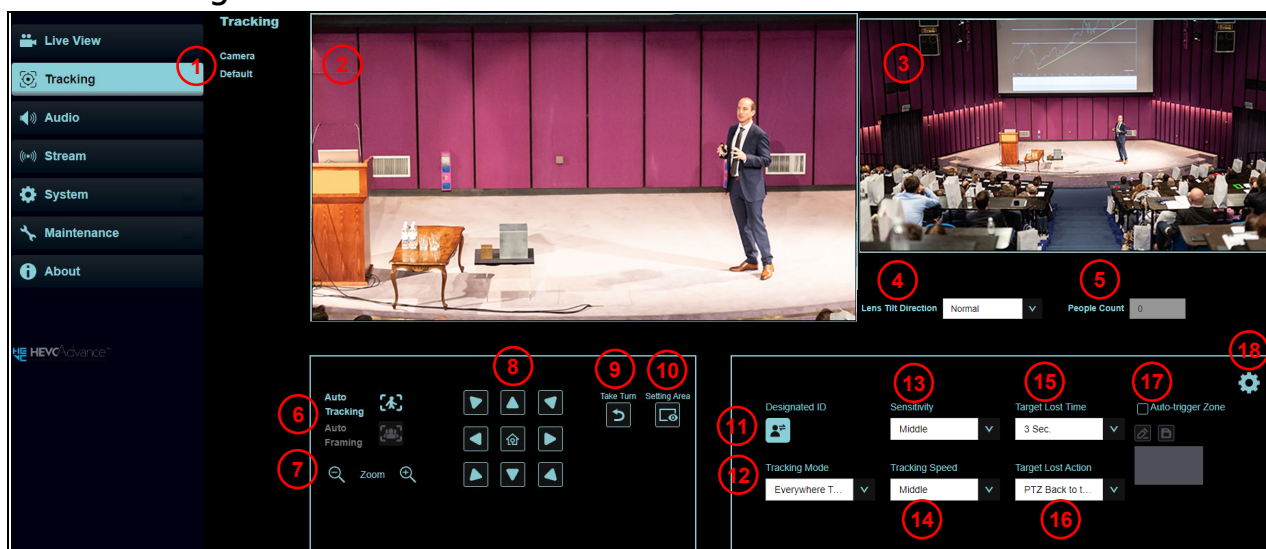 Tracking
Live View
Tracking
Audio
Stream
System
Maintenance
About
HEVC Advance™
Camera
Default
1
2
3
4
5
Lens Tilt Direction
Normal
People Count
0
6
7
8
9
10
Auto
Tracking
Auto
Framing
Zoom
Take Turn
Setting Area
11
12
13
14
15
16
17
18
Designated ID
Sensitivity
Middle
Target Lost Time
3 Sec.
Auto-trigger Zone
Tracking Mode
Everywhere T...
Tracking Speed
Middle
Target Lost Action
PTZ Back to t...